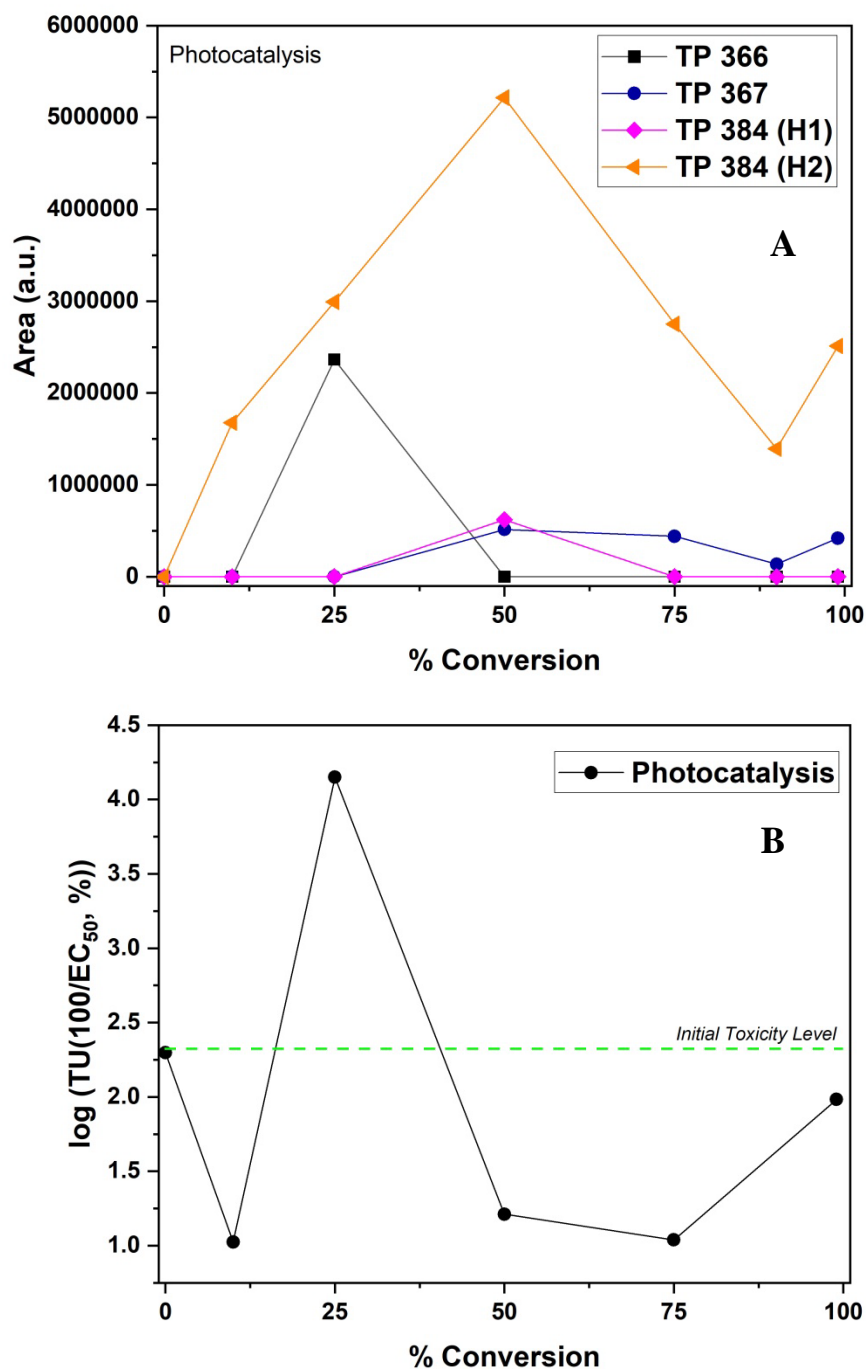 Photocatalysis
TP 366
TP 367
TP 384 (H1)
TP 384 (H2)
A
6000000
5000000
4000000
3000000
2000000
1000000
0
Area (a.u.)
0 25 50 75 100
% Conversion
Photocatalysis
B
4.5
4.0
3.5
3.0
2.5
2.0
1.5
1.0
log (TU(100/EC₅₀, %))
Initial Toxicity Level
0 25 50 75 100
% Conversion